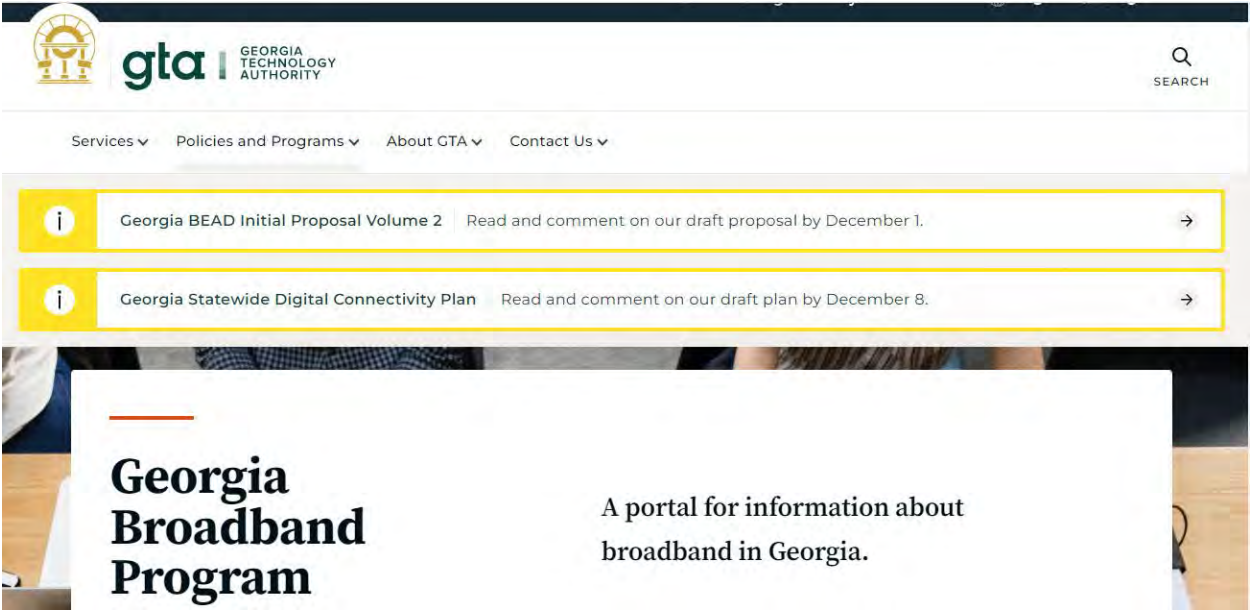 gta
GEORGIA
TECHNOLOGY
AUTHORITY
SEARCH
Services Policies and Programs About GTA Contact Us
i Georgia BEAD Initial Proposal Volume 2 Read and comment on our draft proposal by December 1.
i Georgia Statewide Digital Connectivity Plan Read and comment on our draft plan by December 8.
Georgia
Broadband
Program
A portal for information about
broadband in Georgia.